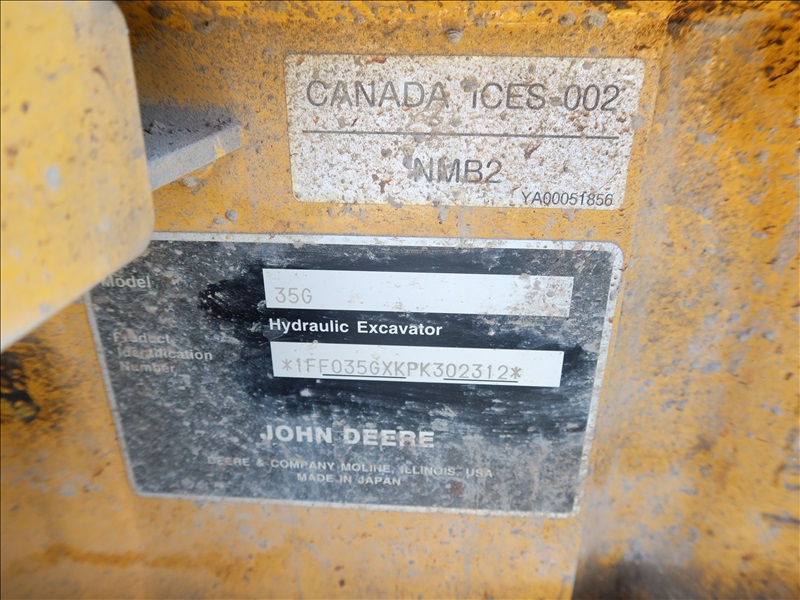 CANADA ICES-002
NMB2
YA00051856
Model
35G
Hydraulic Excavator
Product
Identification
Number
*1FF035GXKPK302312*
JOHN DEERE
DEERE & COMPANY MOLINE, ILLINOIS, USA
MADE IN JAPAN